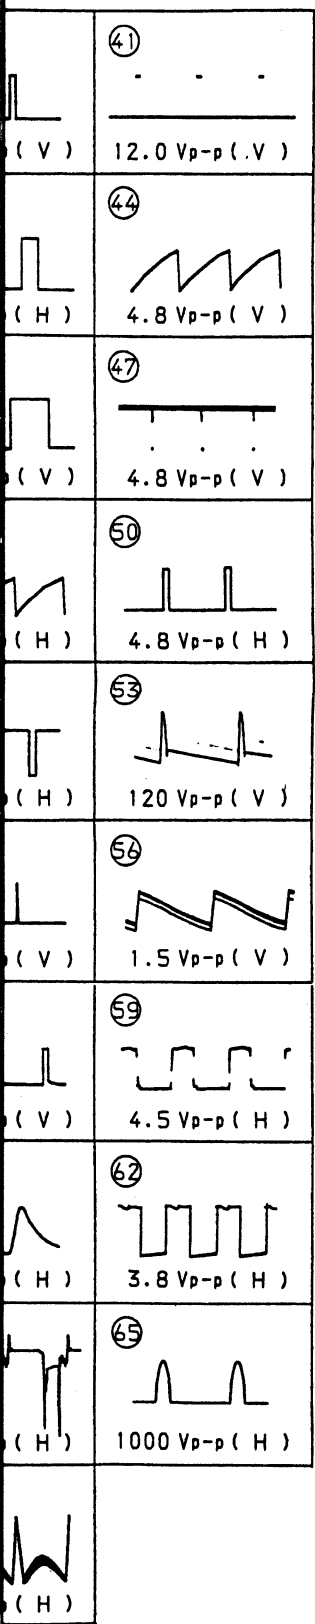 41
( V )
12.0 Vp-p (.V )
44
( H )
4.8 Vp-p ( V )
47
( V )
4.8 Vp-p ( V )
50
( H )
4.8 Vp-p ( H )
53
( H )
120 Vp-p ( V )
56
( V )
1.5 Vp-p ( V )
59
( V )
4.5 Vp-p ( H )
62
( H )
3.8 Vp-p ( H )
65
( H )
1000 Vp-p ( H )
( H )